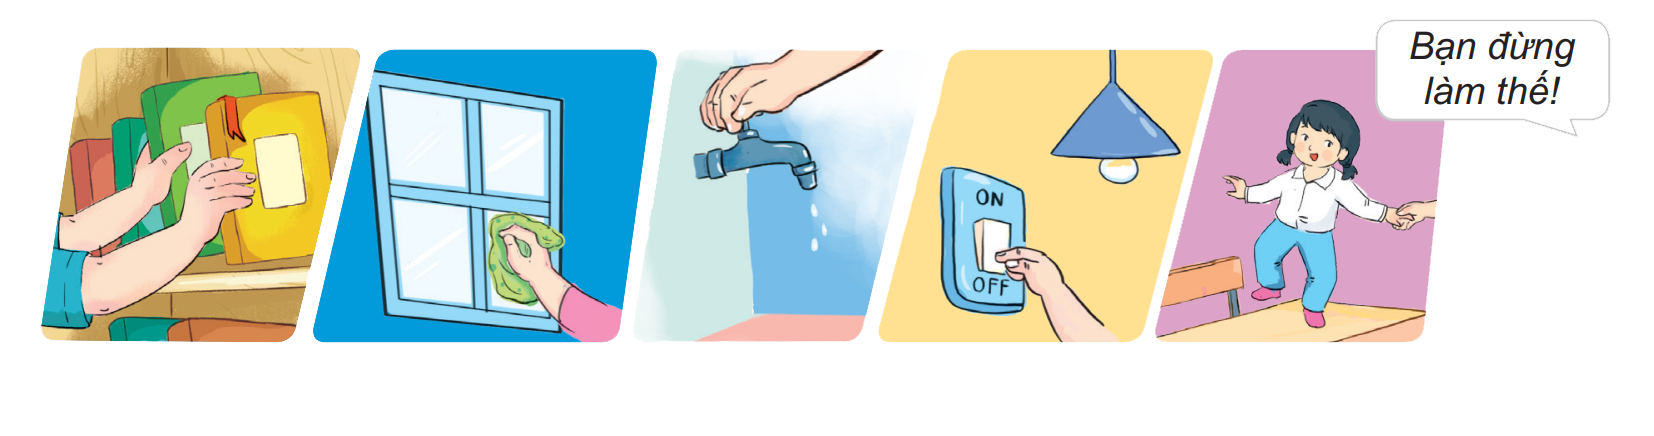 Bạn đừng
làm thế!
ON
OFF